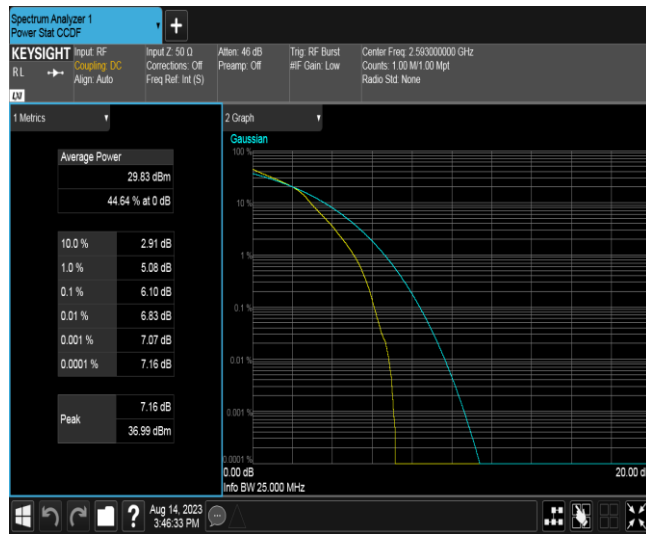 Spectrum Analyzer 1
Power Stat CCDF
KEYSIGHT
RL
LXI
Input: RF
Coupling: DC
Align: Auto
Input Z: 50 Ω
Corrections: Off
Freq Ref: Int (S)
Atten: 46 dB
Preamp: Off
Trig: RF Burst
#IF Gain: Low
Center Freq: 2.593000000 GHz
Counts: 1.00 M/1.00 Mpt
Radio Std: None
1 Metrics
Average Power
29.83 dBm
44.64 % at 0 dB
10.0 % 2.91 dB
1.0 % 5.08 dB
0.1 % 6.10 dB
0.01 % 6.83 dB
0.001 % 7.07 dB
0.0001 % 7.16 dB
Peak
7.16 dB
36.99 dBm
2 Graph
Gaussian
100 %
10 %
1 %
0.1 %
0.01 %
0.001 %
0.0001 %
0.00 dB 20.00 d
Info BW 25.000 MHz
? Aug 14, 2023
3:46:33 PM